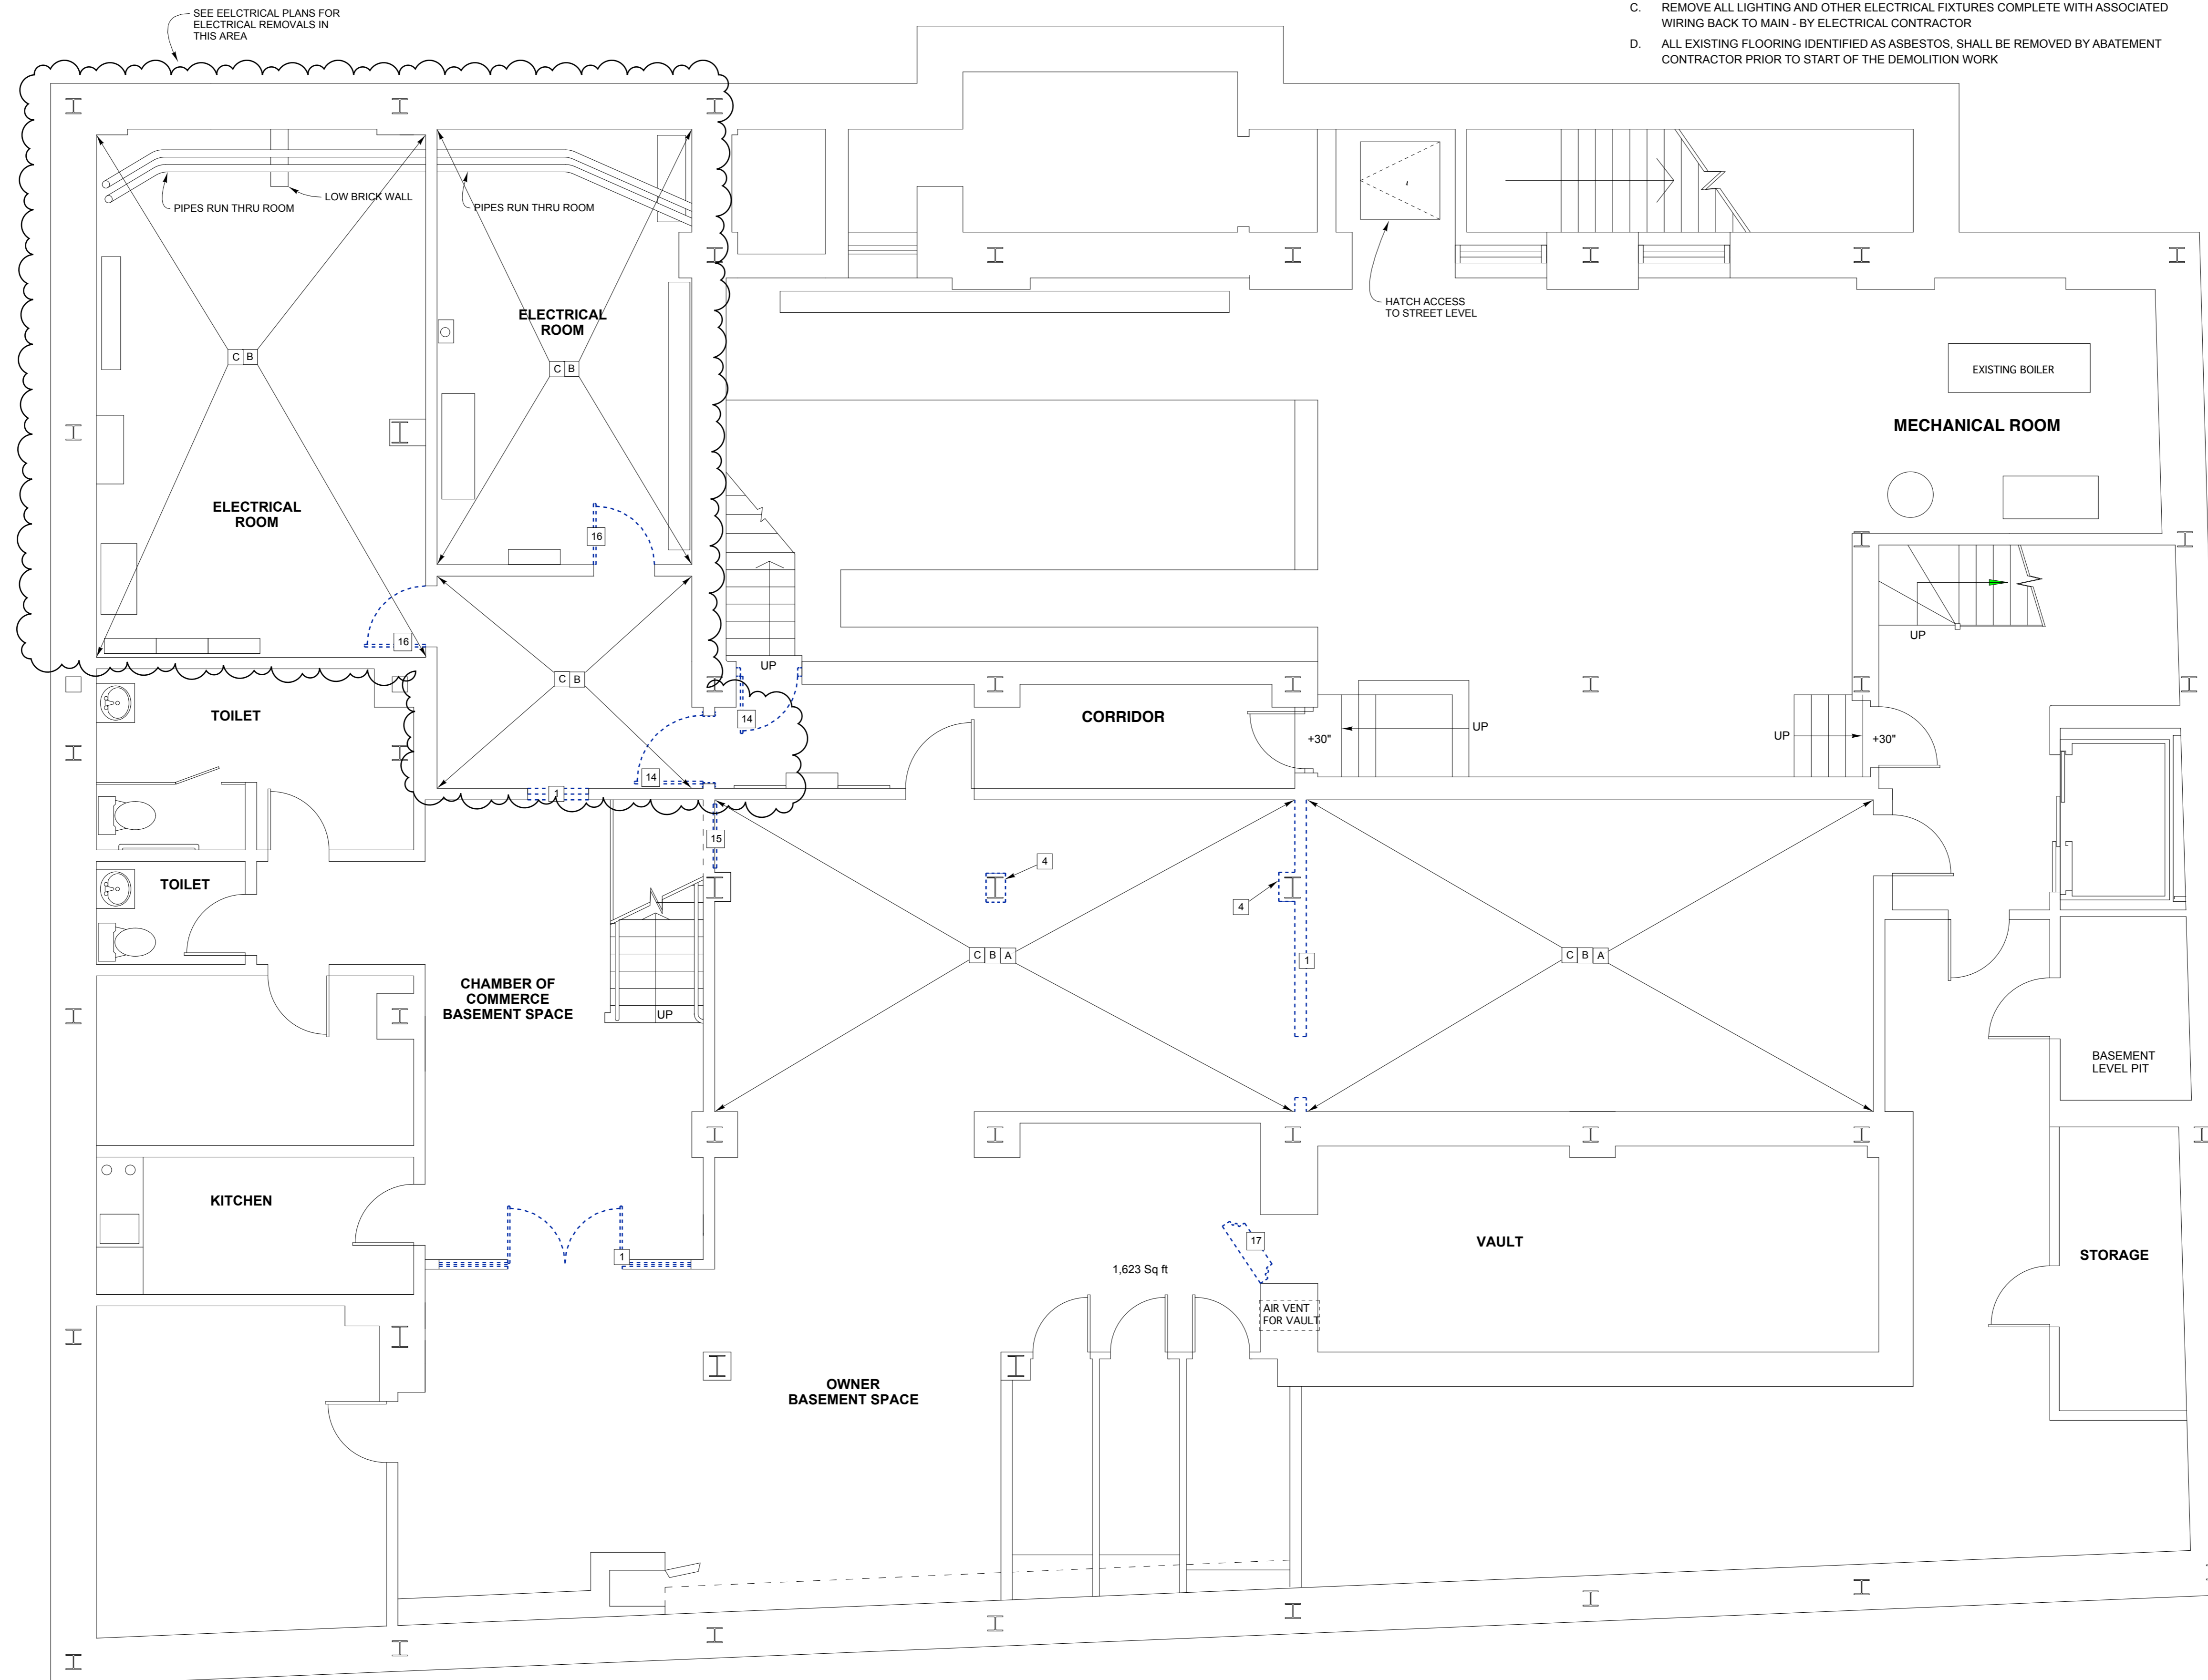 SEE EELCTRICAL PLANS FOR
ELECTRICAL REMOVALS IN
THIS AREA
C. REMOVE ALL LIGHTING AND OTHER ELECTRICAL FIXTURES COMPLETE WITH ASSOCIATED
WIRING BACK TO MAIN - BY ELECTRICAL CONTRACTOR
D. ALL EXISTING FLOORING IDENTIFIED AS ASBESTOS, SHALL BE REMOVED BY ABATEMENT
CONTRACTOR PRIOR TO START OF THE DEMOLITION WORK
PIPES RUN THRU ROOM
LOW BRICK WALL
PIPES RUN THRU ROOM
HATCH ACCESS
TO STREET LEVEL
ELECTRICAL
ROOM
C B
C B
EXISTING BOILER
MECHANICAL ROOM
ELECTRICAL
ROOM
16
16
UP
UP
C B
TOILET
14
CORRIDOR
+30"
UP
UP
+30"
14
1
15
4
TOILET
4
C B A
C B A
1
CHAMBER OF
COMMERCE
BASEMENT SPACE
UP
BASEMENT
LEVEL PIT
KITCHEN
1
17
VAULT
STORAGE
1,623 Sq ft
AIR VENT
FOR VAULT
OWNER
BASEMENT SPACE